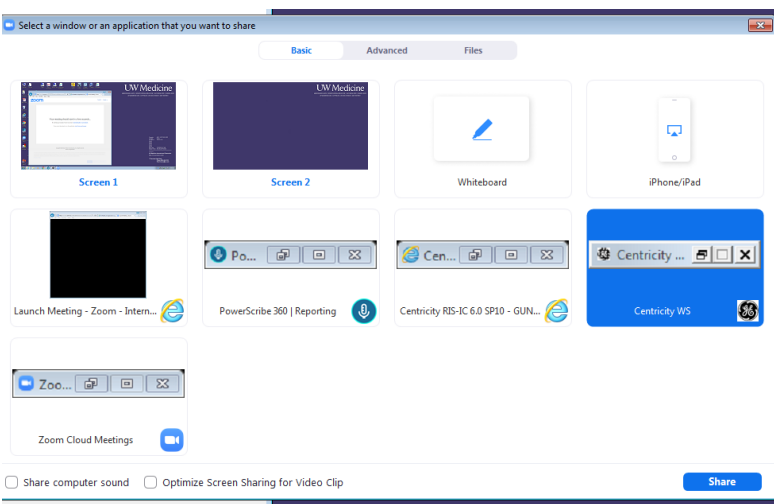 Select a window or an application that you want to share
Basic
Advanced
Files
UW Medicine
zoom
Screen 1
UW Medicine
Screen 2
Whiteboard
iPhone/iPad
Launch Meeting - Zoom - Intern...
Po...
PowerScribe 360 | Reporting
Cen...
Centricity RIS-IC 6.0 SP10 - GUN...
Centricity ...
Centricity WS
Zoo...
Zoom Cloud Meetings
Share computer sound
Optimize Screen Sharing for Video Clip
Share